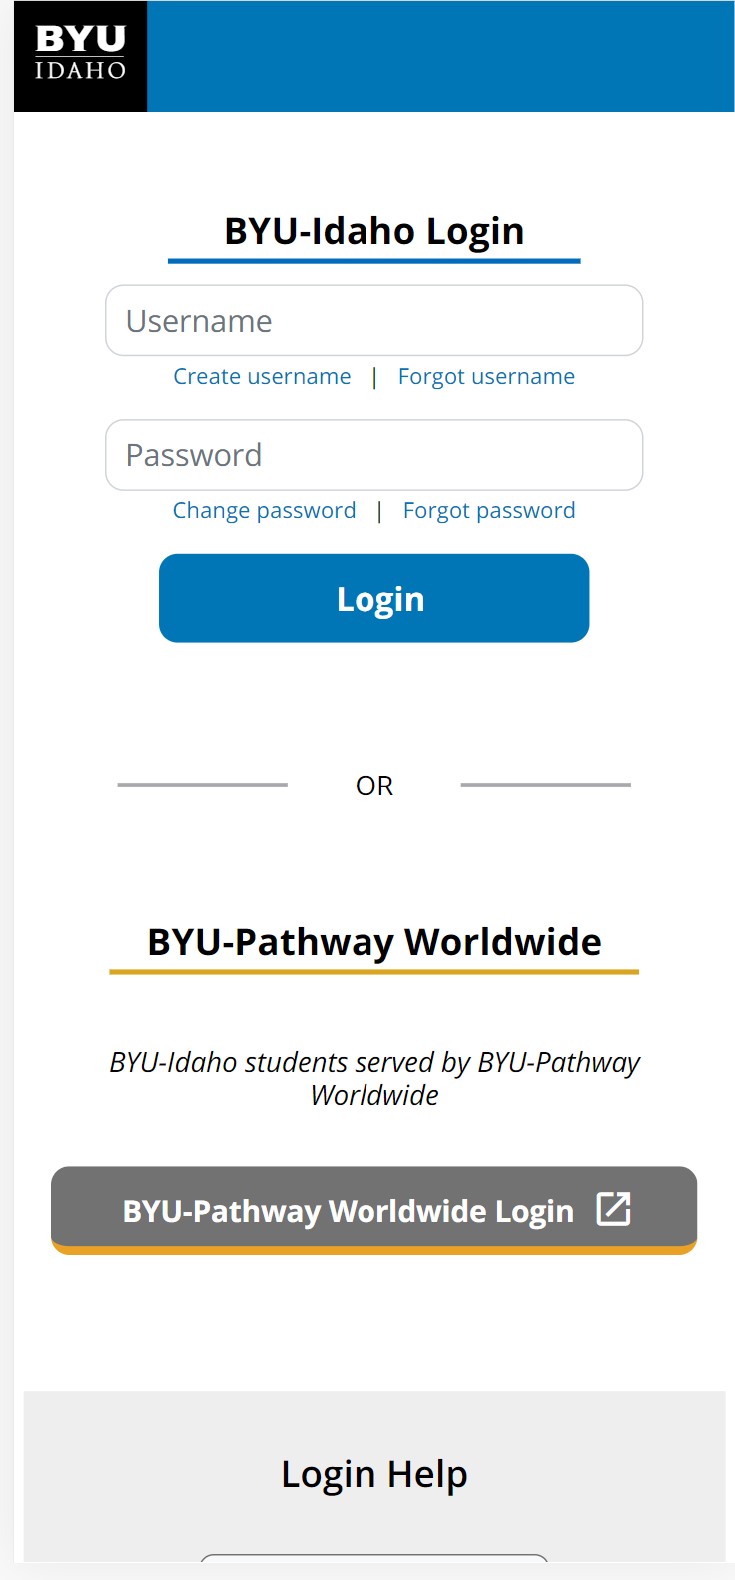 BYU
IDAHO
BYU-Idaho Login
Username
Create username | Forgot username
Password
Change password | Forgot password
Login
OR
BYU-Pathway Worldwide
BYU-Idaho students served by BYU-Pathway
Worldwide
BYU-Pathway Worldwide Login
Login Help